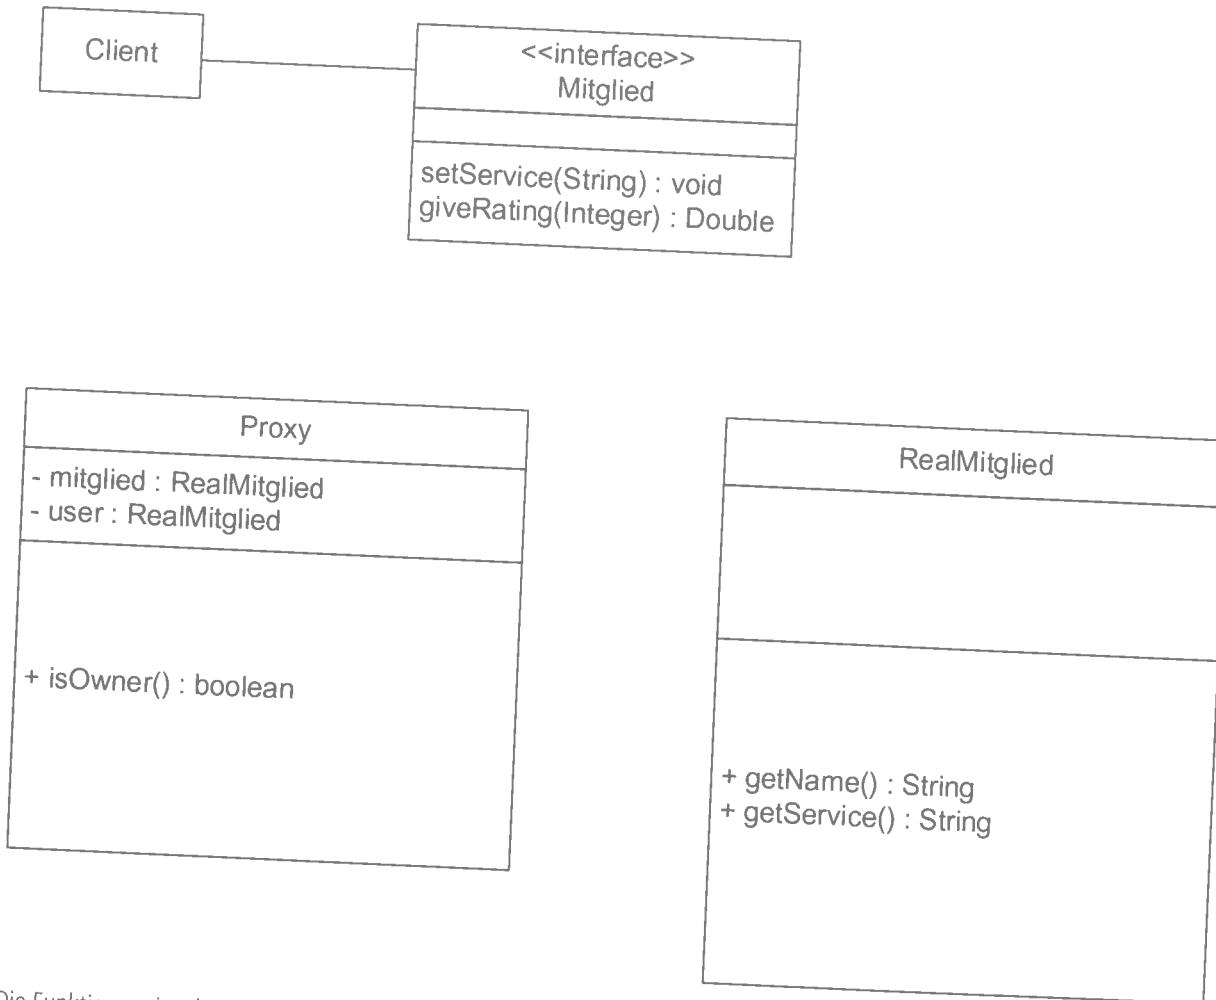 Client
<<interface>>
Mitglied
setService(String) : void
giveRating(Integer) : Double
Proxy
- mitglied : RealMitglied
- user : RealMitglied
+ isOwner() : boolean
RealMitglied
+ getName() : String
+ getService() : String
Die